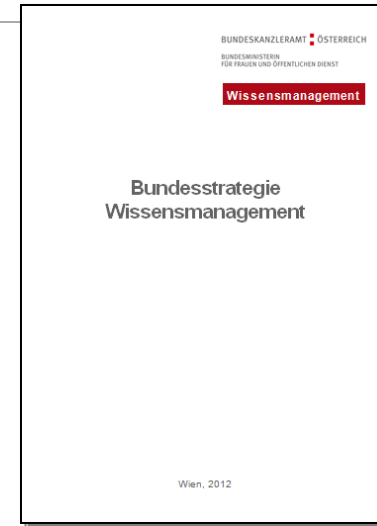 BUNDESKANZLERAMT ÖSTERREICH
BUNDESMINISTERIN
FÜR FRAUEN UND ÖFFENTLICHEN DIENST
Wissensmanagement
Bundesstrategie
Wissensmanagement
Wien, 2012